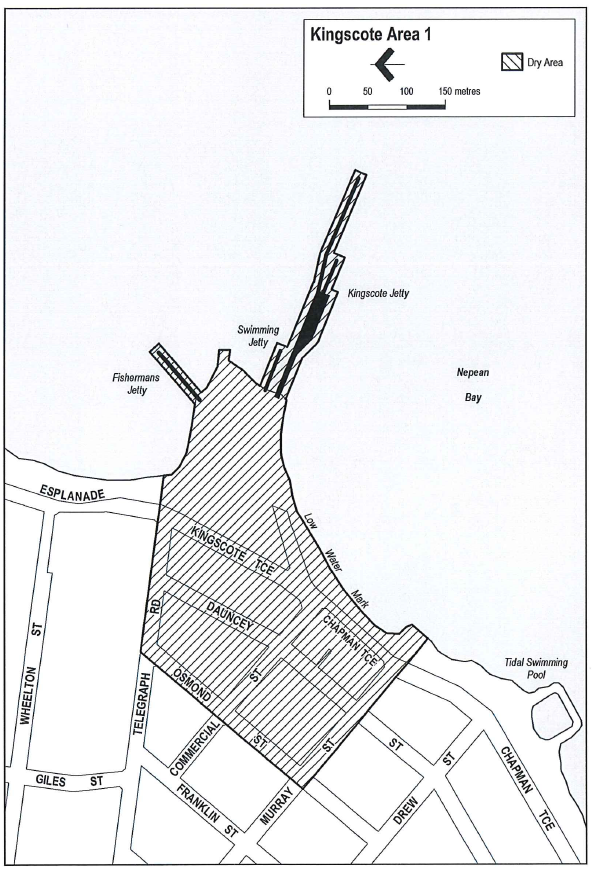 Kingscote Area 1
Dry Area
0 50 100 150 metres
Kingscote Jetty
Swimming
Jetty
Fishermans
Jetty
Nepean
Bay
ESPLANADE
Low
Water
Mark
KINGSCOTE TCE
RD
DAUNCEY
CHAPMAN TCE
Tidal Swimming
Pool
WHEELTON ST
TELEGRAPH
OSMOND
ST
ST
ST
ST
ST
COMMERCIAL
CHAPMAN TCE
GILES ST
FRANKLIN ST
MURRAY
DREW